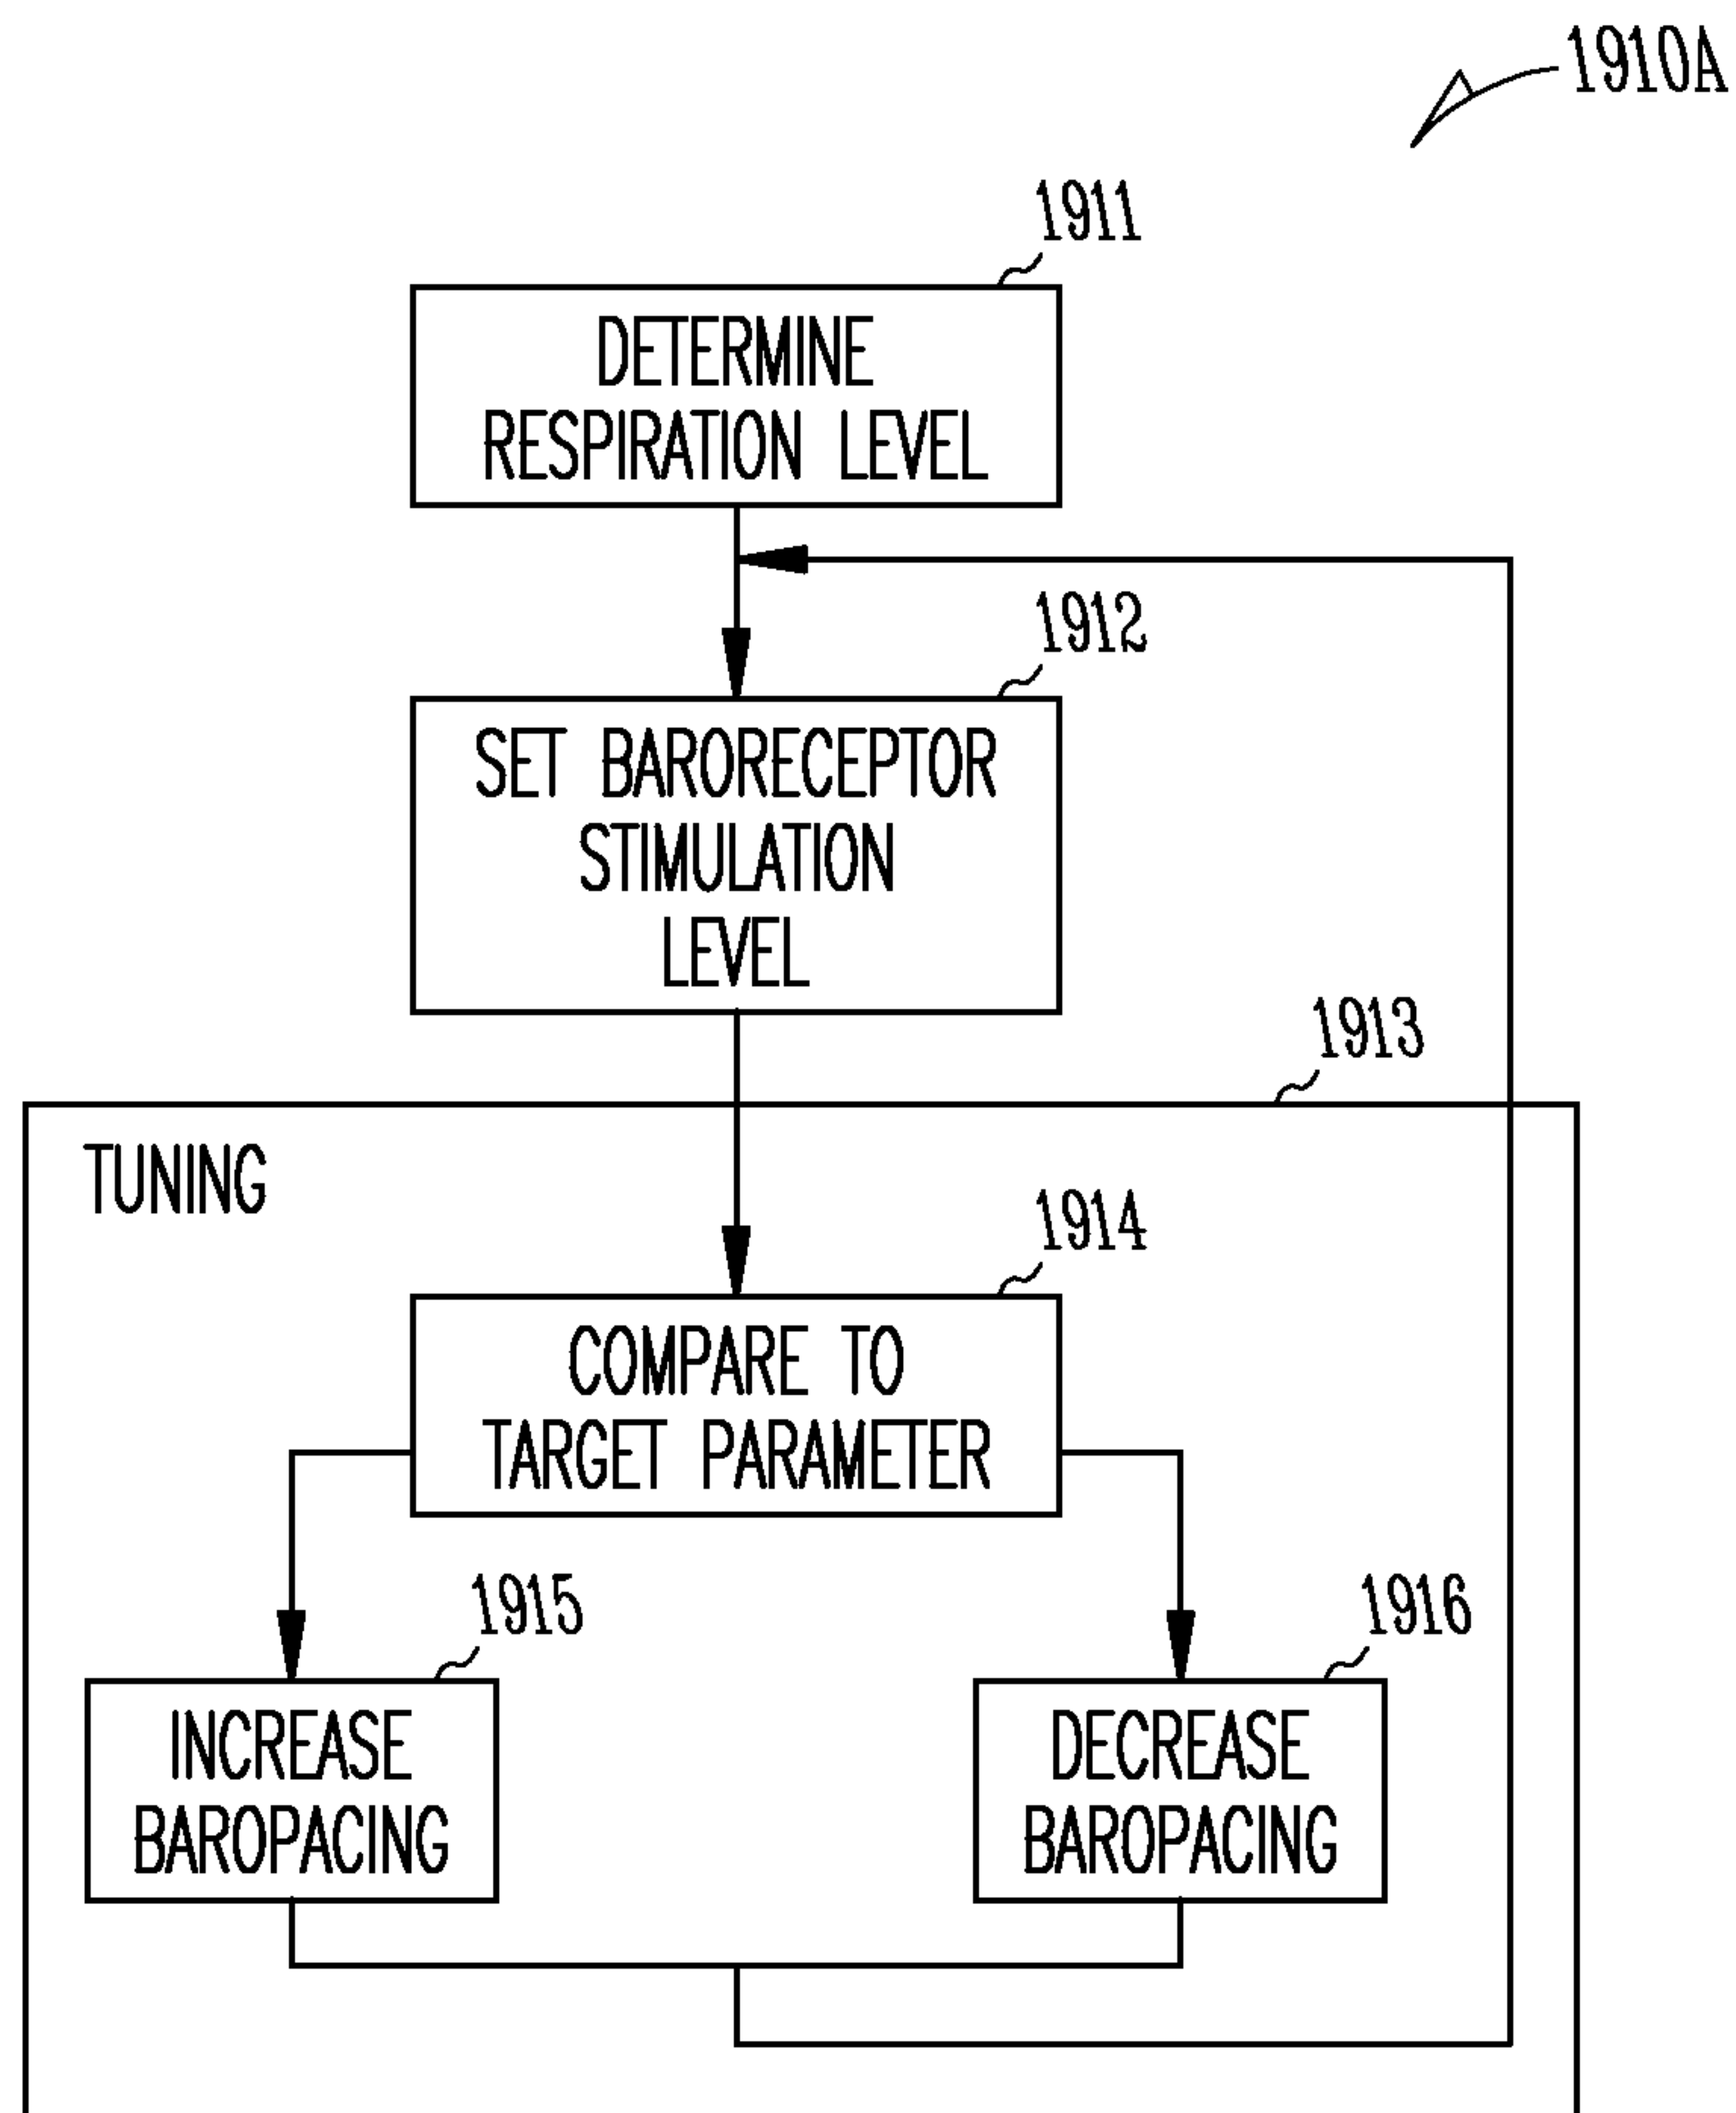 1910A
1911
DETERMINE
RESPIRATION LEVEL
1912
SET BARORECEPTOR
STIMULATION
LEVEL
1913
TUNING
1914
COMPARE TO
TARGET PARAMETER
1915
INCREASE
BAROPACING
1916
DECREASE
BAROPACING